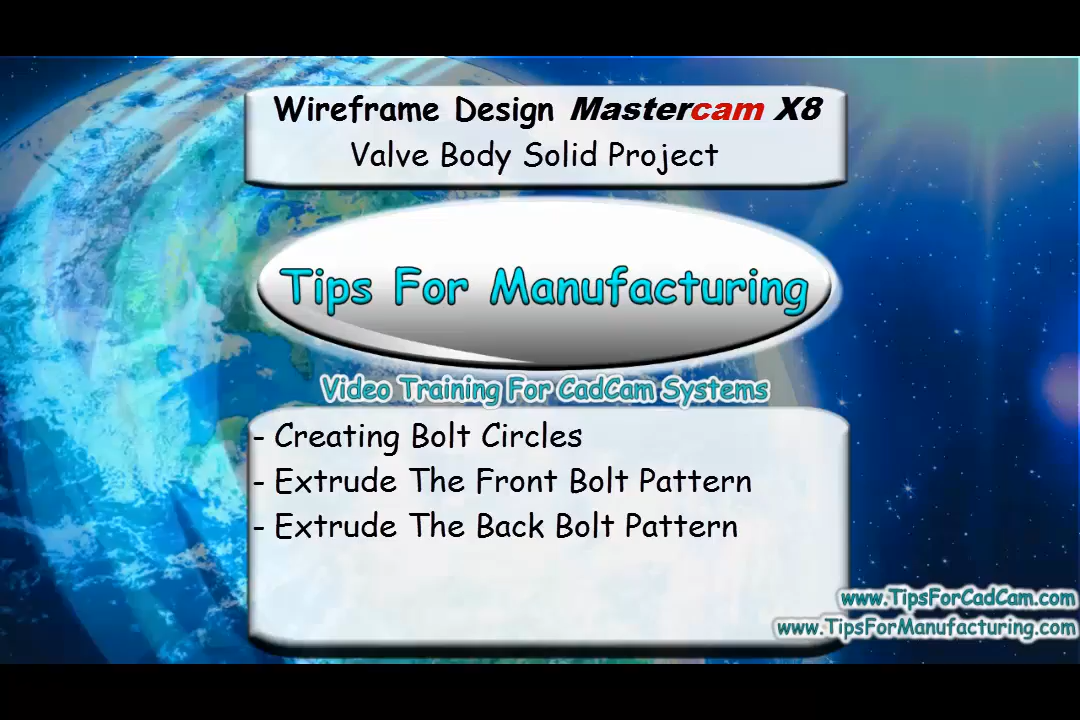 Wireframe Design Mastercam X8
Valve Body Solid Project
Tips For Manufacturing
Video Training For CadCam Systems
- Creating Bolt Circles
- Extrude The Front Bolt Pattern
- Extrude The Back Bolt Pattern
www.TipsForCadCam.com
www.TipsForManufacturing.com